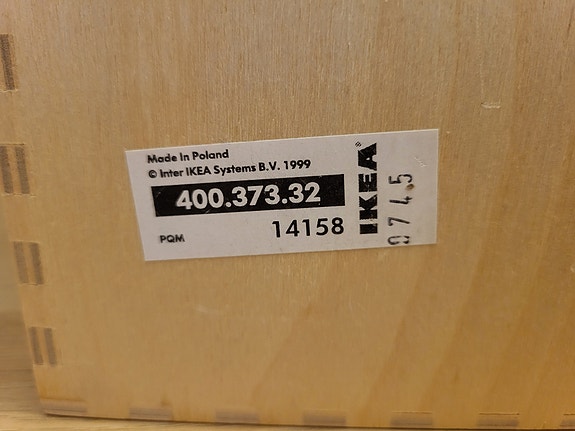 Made In Poland
© Inter IKEA Systems B.V. 1999
400.373.32
PQM
14158
IKEA®
0745